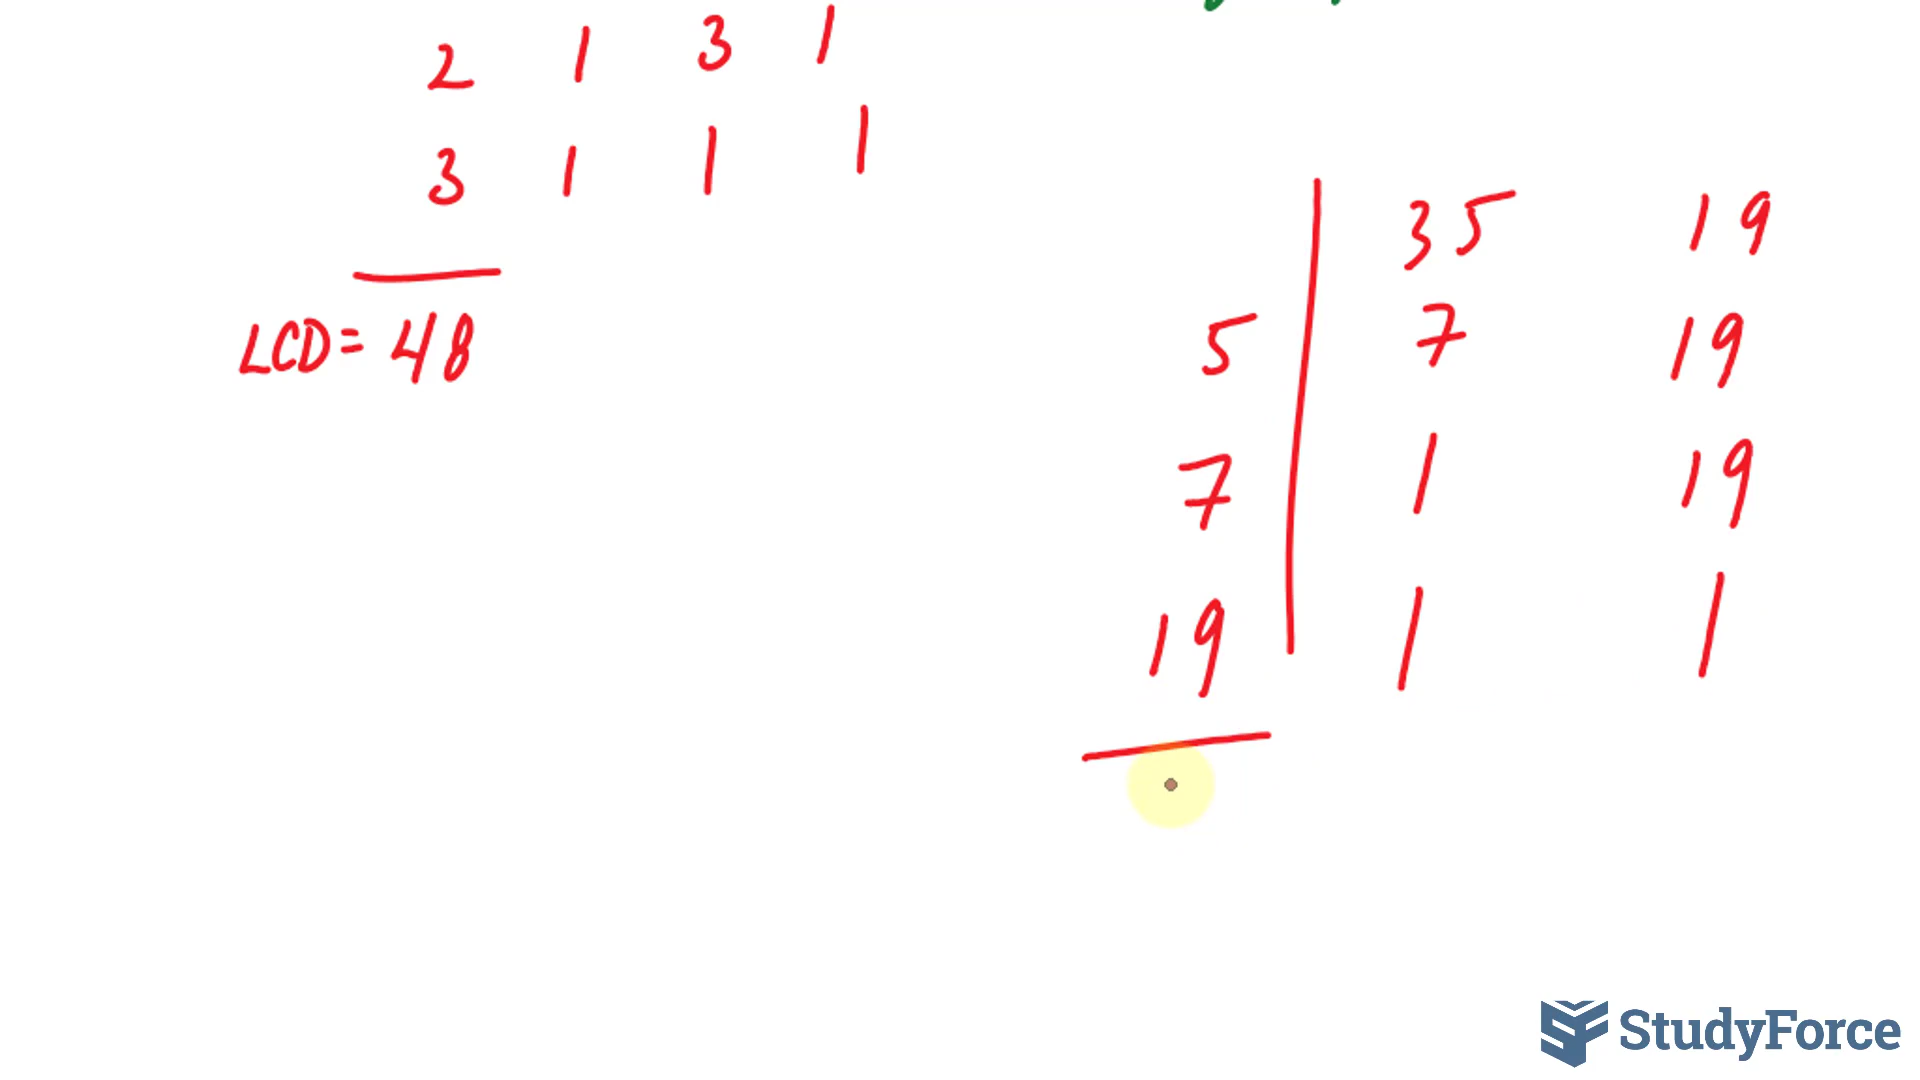 2 1 3 1
3 1 1 1
LCD= 48
35 19
5 7 19
7 1 19
19 1 1
StudyForce